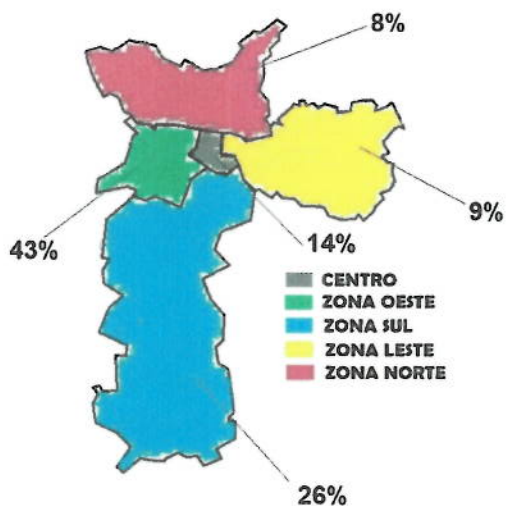 8%
9%
43%
14%
CENTRO
ZONA OESTE
ZONA SUL
ZONA LESTE
ZONA NORTE
26%